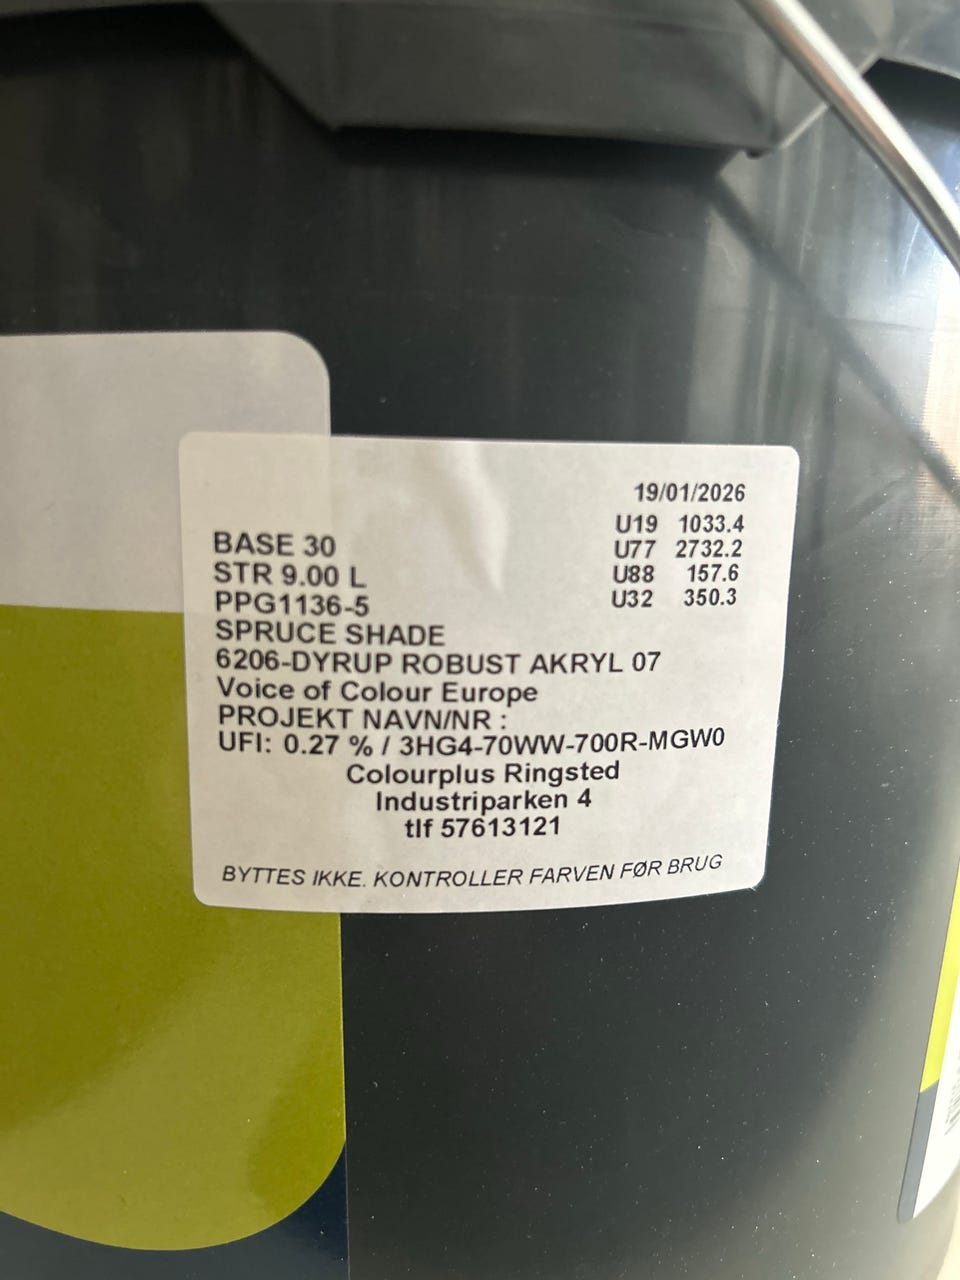 19/01/2026
U19 1033.4
U77 2732.2
U88 157.6
U32 350.3
BASE 30
STR 9.00 L
PPG1136-5
SPRUCE SHADE
6206-DYRUP ROBUST AKRYL 07
Voice of Colour Europe
PROJEKT NAVN/NR :
UFI: 0.27 % / 3HG4-70WW-700R-MGW0
Colourplus Ringsted
Industriparken 4
tlf 57613121
BYTTES IKKE. KONTROLLER FARVEN FØR BRUG